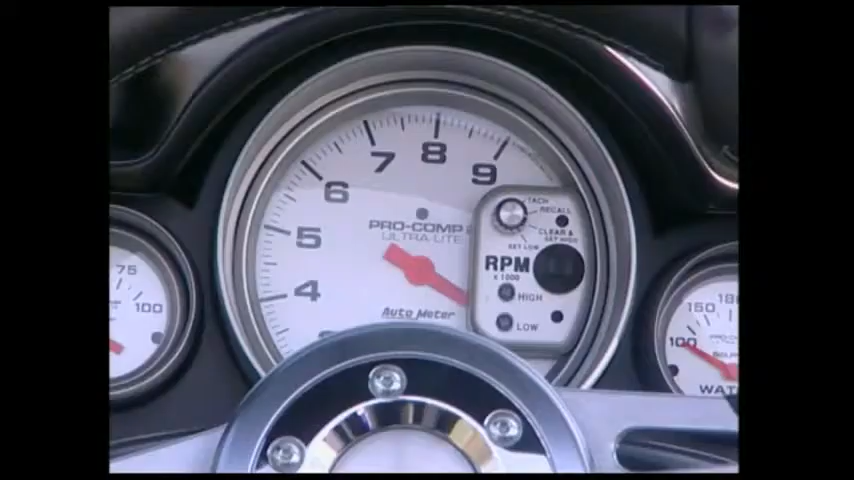 75
100
7
8
9
6
5
4
PRO-COMP
ULTRA-LITE
Auto Meter
TACH
RECALL
CLEAR &
SET HIGH
SET LOW
RPM
x 1000
HIGH
LOW
100
150
WATER